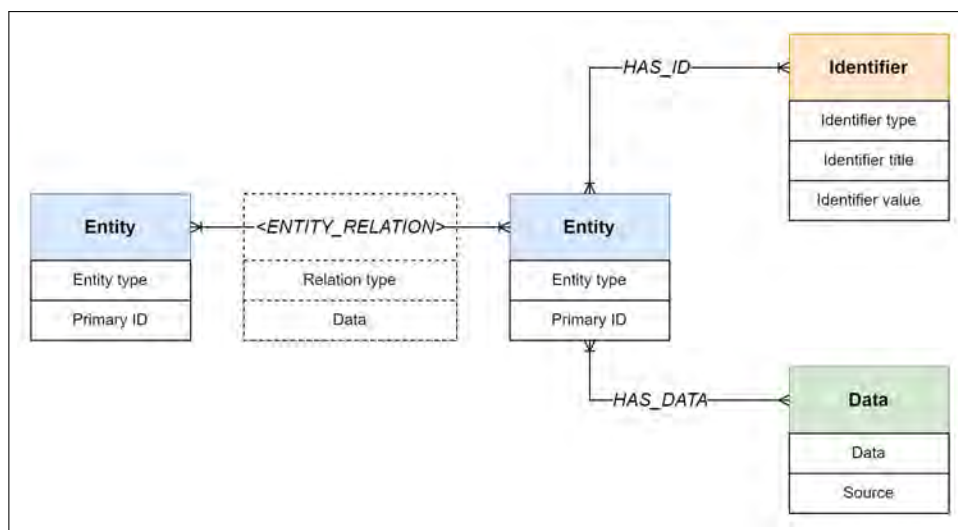 HAS_ID
Identifier
Identifier type
Identifier title
Identifier value
Entity
<ENTITY_RELATION>
Entity
Entity type
Relation type
Entity type
Primary ID
Data
Primary ID
HAS_DATA
Data
Data
Source